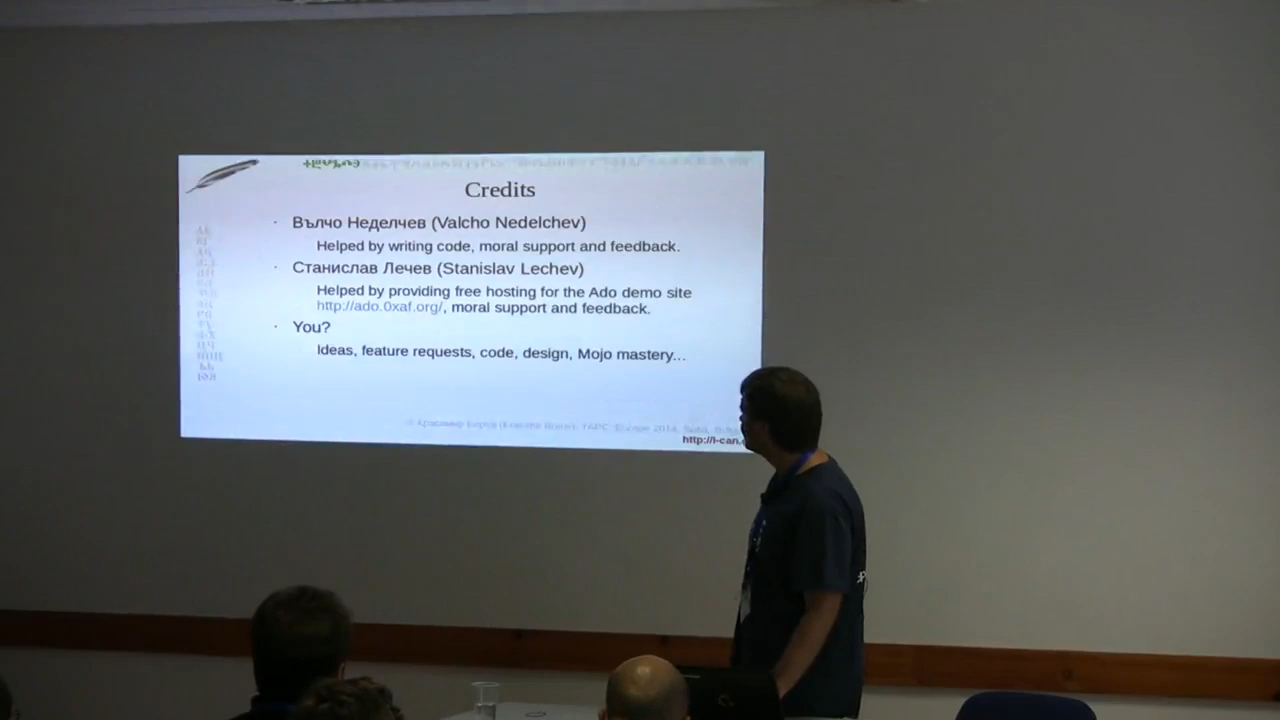 Credits
· Вълчо Неделчев (Valcho Nedelchev)
Helped by writing code, moral support and feedback.
· Станислав Лечев (Stanislav Lechev)
Helped by providing free hosting for the Ado demo site
http://ado.0xaf.org/, moral support and feedback.
· You?
Ideas, feature requests, code, design, Mojo mastery...
http://i-can.